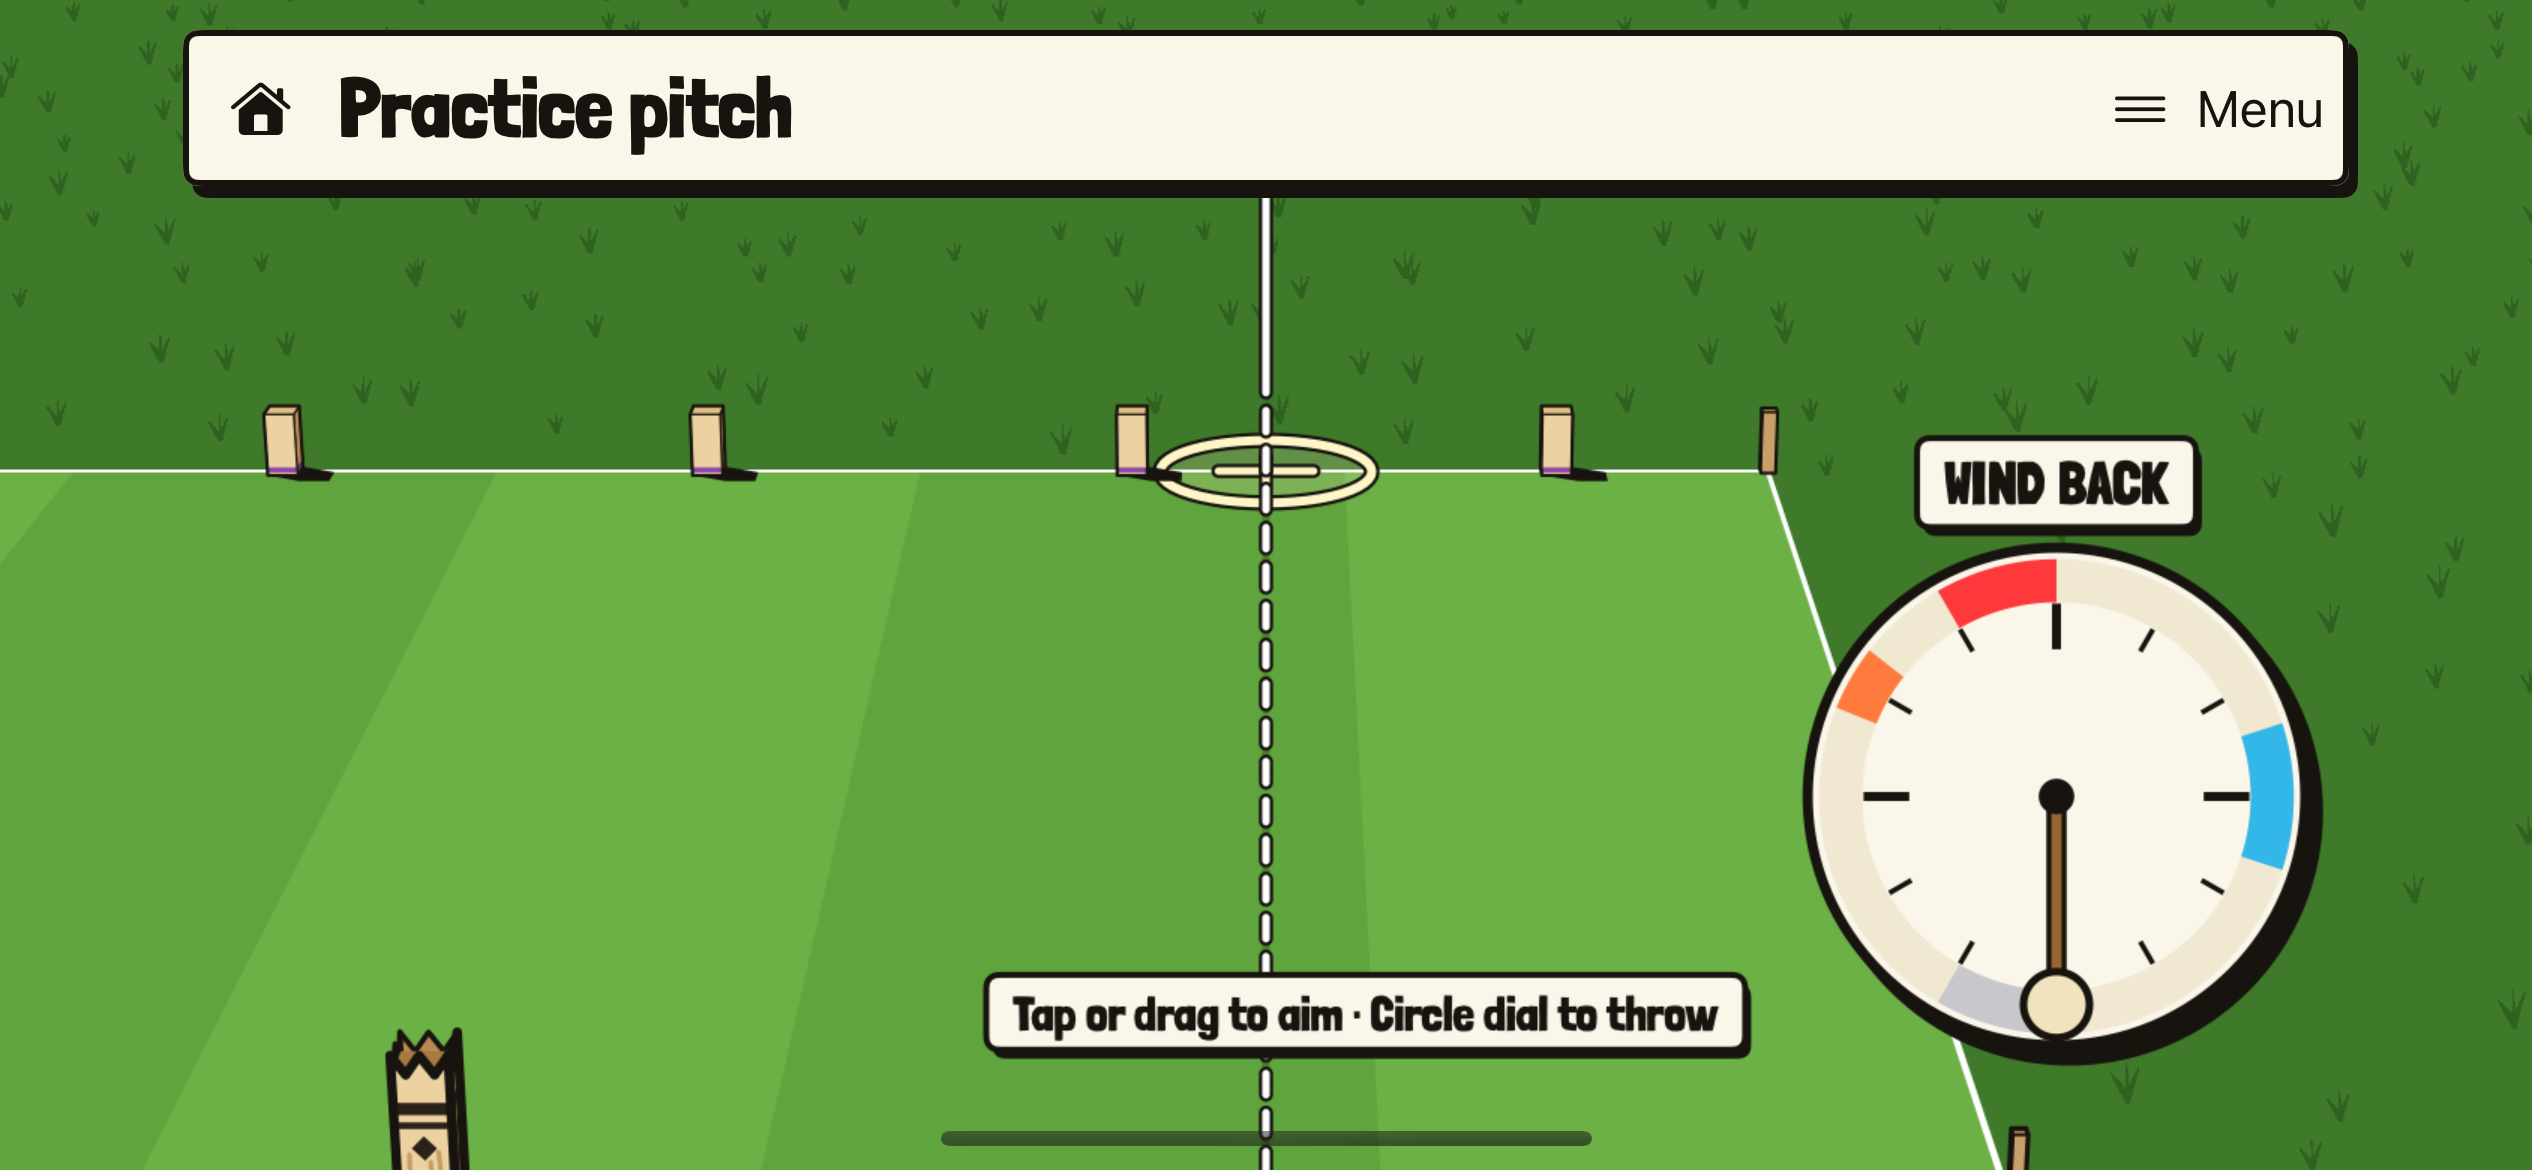 Practice pitch
Menu
WIND BACK
Tap or drag to aim · Circle dial to throw